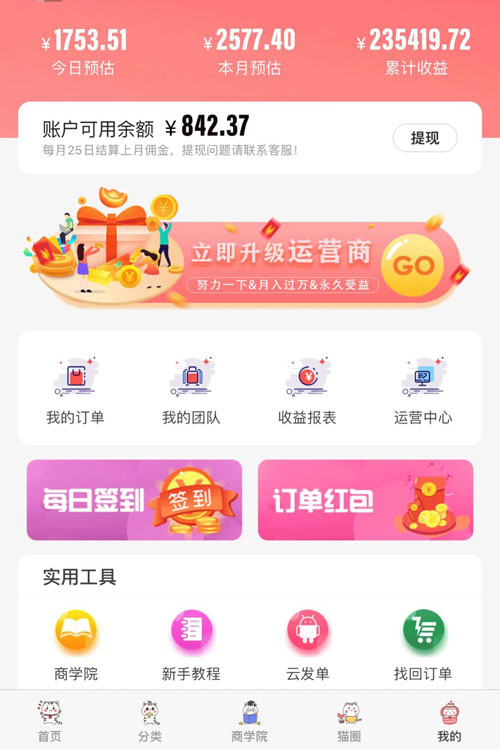 ¥1753.51 ¥2577.40 ¥235419.72
今日预估 本月预估 累计收益
账户可用余额 ¥842.37 提现
每月25日结算上月佣金，提现问题请联系客服！
立即升级运营商 GO
努力一下&月入过万&永久受益
我的订单 我的团队 收益报表 运营中心
每日签到 签到 订单红包
实用工具
商学院 新手教程 云发单 找回订单
首页 分类 商学院 猫圈 我的